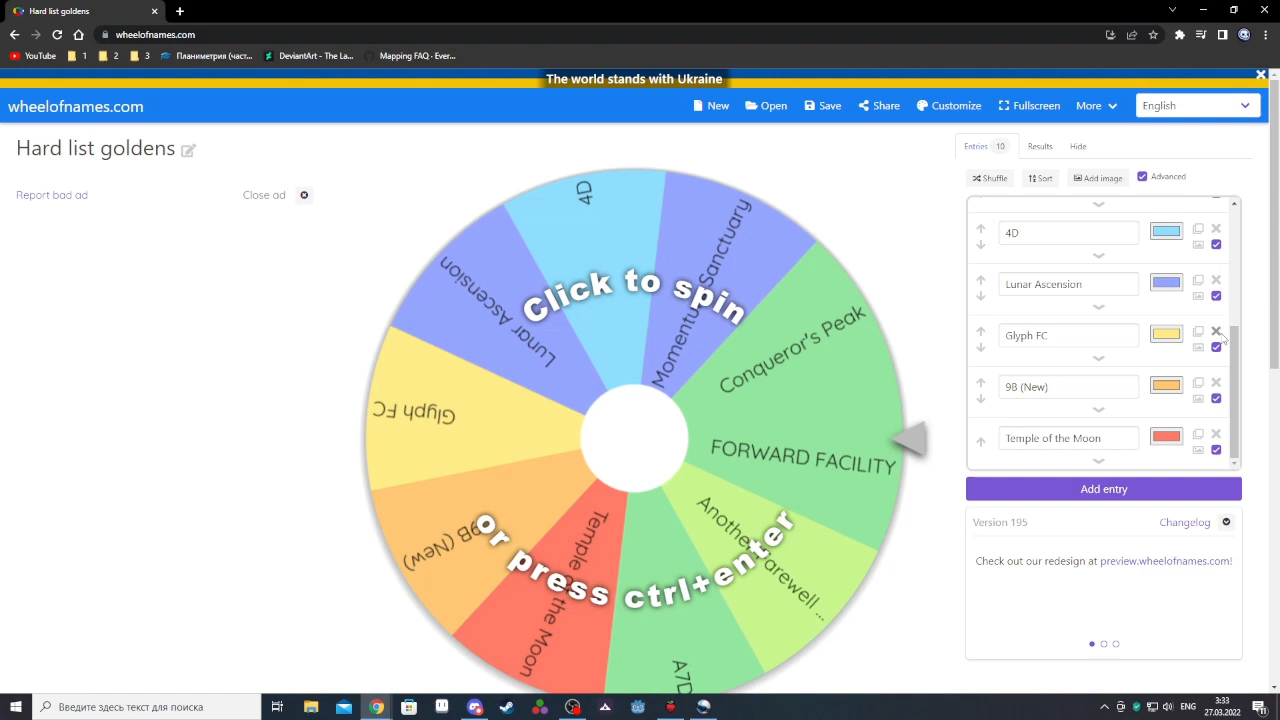 Hard list goldens
wheelofnames.com
YouTube 1 2 3 Планиметрия (част... DeviantArt - The La... Mapping FAQ · Ever...
The world stands with Ukraine
wheelofnames.com New Open Save Share Customize Fullscreen More English
Hard list goldens
Entries 10 Results Hide
Report bad ad Close ad
Shuffle Sort Add image Advanced
4D
Lunar Ascension
Glyph FC
9B (New)
Temple of the Moon
Add entry
Version 195 Changelog
Check out our redesign at preview.wheelofnames.com!
Click to spin
or press ctrl+enter
4D
Momentum Sanctuary
Conqueror's Peak
FORWARD FACILITY
Another Farewell ...
A7D
Temple of the Moon
9B (New)
Glyph FC
Lunar Ascension
Введите здесь текст для поиска
ENG
3:33
27.03.2022